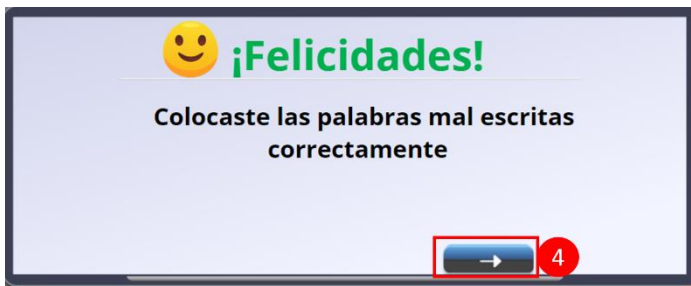 ¡Felicidades!
Colocaste las palabras mal escritas
correctamente
→ 4